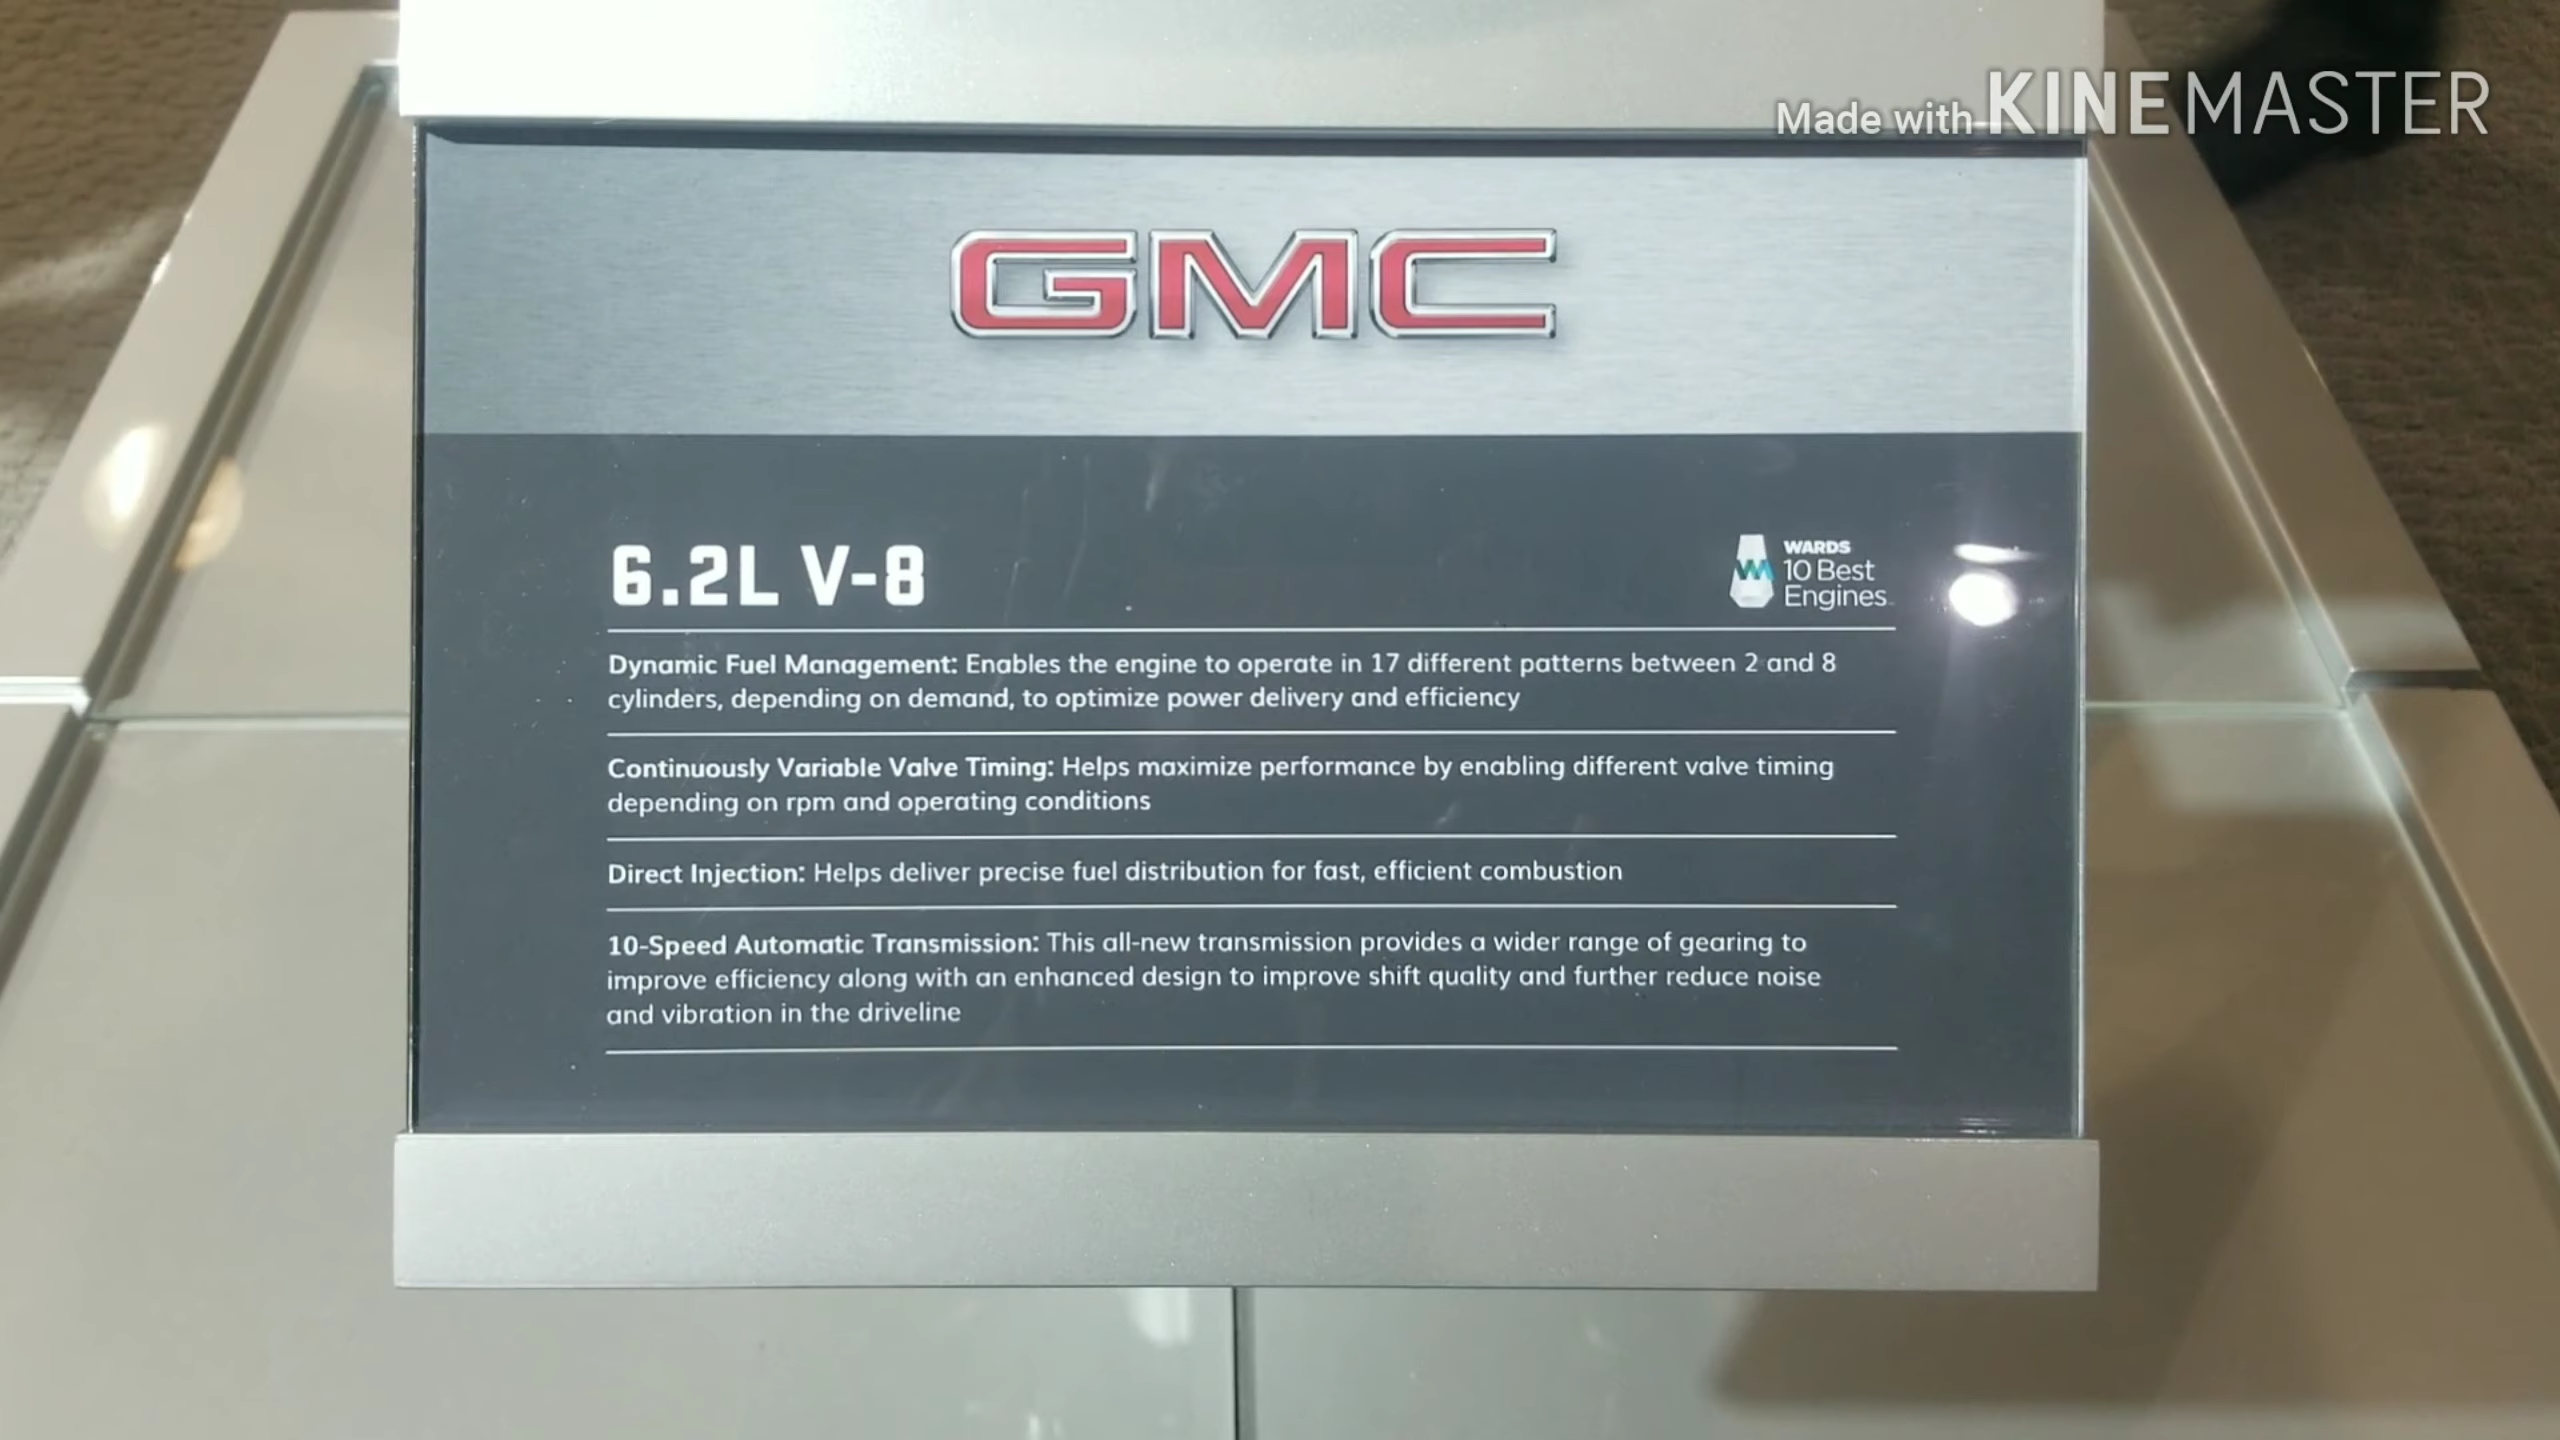 Made with KINEMASTER
GMC
6.2L V-8
WARDS
10 Best
Engines
Dynamic Fuel Management: Enables the engine to operate in 17 different patterns between 2 and 8
cylinders, depending on demand, to optimize power delivery and efficiency
Continuously Variable Valve Timing: Helps maximize performance by enabling different valve timing
depending on rpm and operating conditions
Direct Injection: Helps deliver precise fuel distribution for fast, efficient combustion
10-Speed Automatic Transmission: This all-new transmission provides a wider range of gearing to
improve efficiency along with an enhanced design to improve shift quality and further reduce noise
and vibration in the driveline